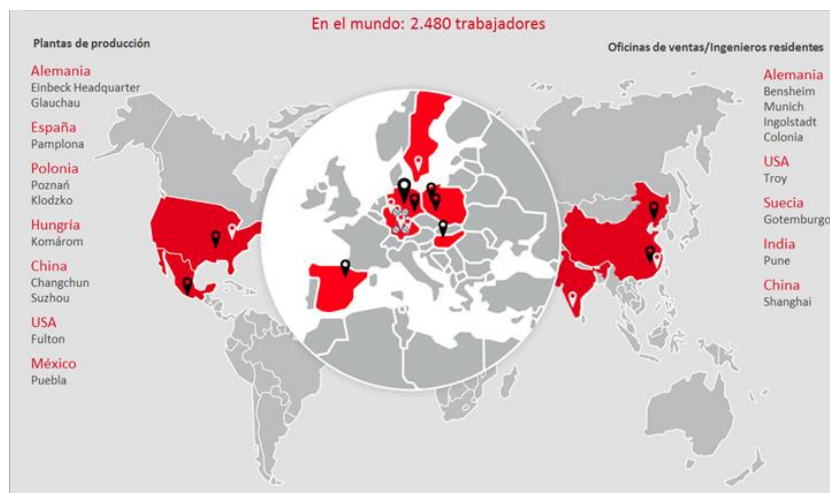 En el mundo: 2.480 trabajadores
Plantas de producción
Alemania
Einbeck Headquarter
Glauchau
España
Pamplona
Polonia
Poznań
Klodzko
Hungría
Komárom
China
Changchun
Suzhou
USA
Fulton
México
Puebla
Oficinas de ventas/Ingenieros residentes
Alemania
Bensheim
Munich
Ingolstadt
Colonia
USA
Troy
Suecia
Gotemburgo
India
Pune
China
Shanghai